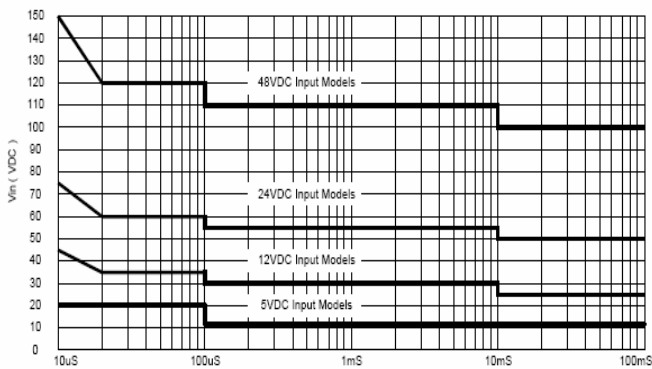 150
140
130
120
110
100
90
80
70
60
50
40
30
20
10
0
Vin ( VDC )
48VDC Input Models
24VDC Input Models
12VDC Input Models
5VDC Input Models
10uS 100uS 1mS 10mS 100mS